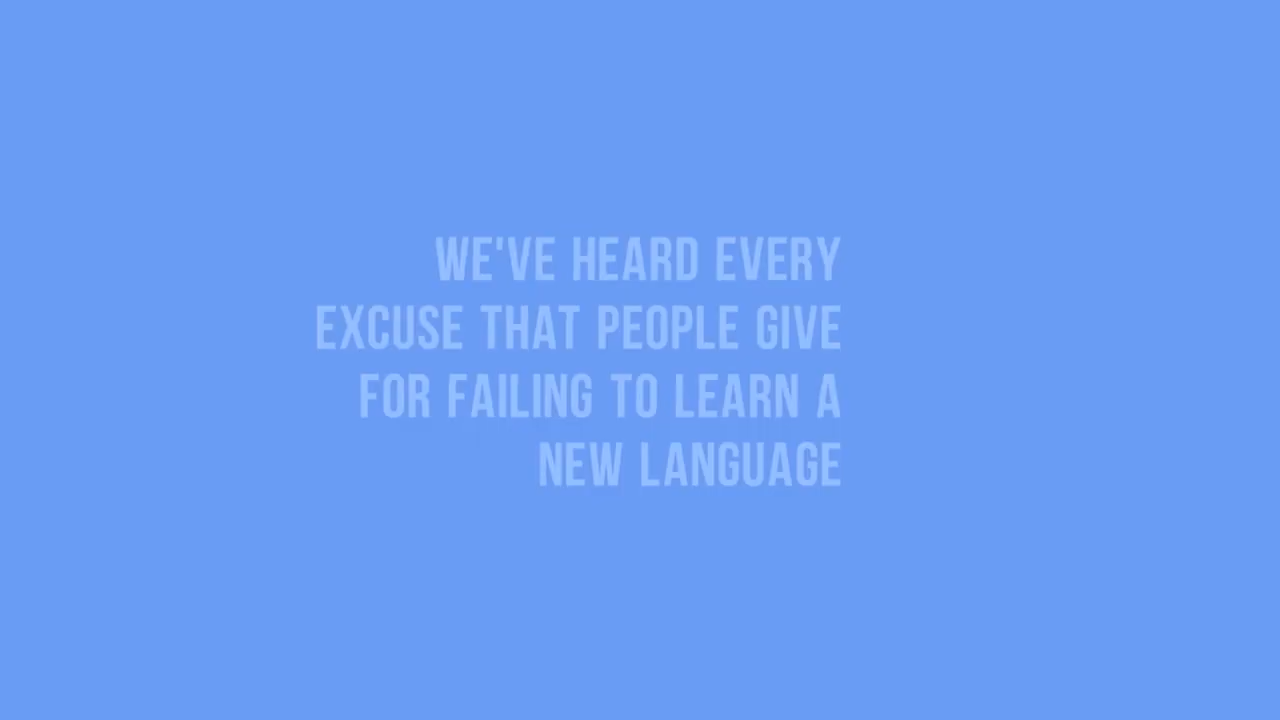 WE'VE HEARD EVERY
EXCUSE THAT PEOPLE GIVE
FOR FAILING TO LEARN A
NEW LANGUAGE